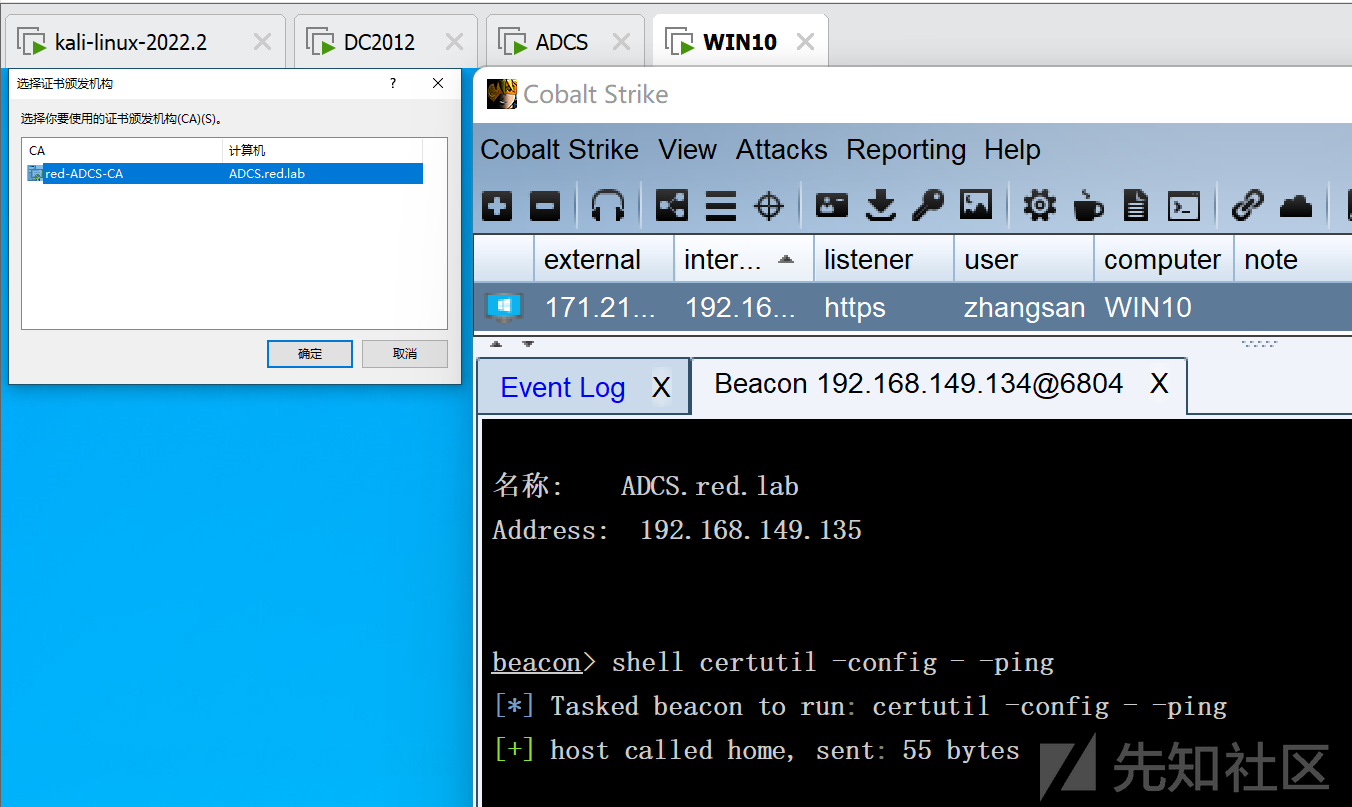 kali-linux-2022.2
DC2012
ADCS
WIN10
选择证书颁发机构
?
选择你要使用的证书颁发机构(CA)(S)。
CA 计算机
red-ADCS-CA ADCS.red.lab
确定 取消
Cobalt Strike
Cobalt Strike View Attacks Reporting Help
external inter... listener user computer note
171.21... 192.16... https zhangsan WIN10
Event Log X Beacon 192.168.149.134@6804 X
名称: ADCS.red.lab
Address: 192.168.149.135
beacon> shell certutil -config - -ping
[*] Tasked beacon to run: certutil -config - -ping
[+] host called home, sent: 55 bytes
先知社区